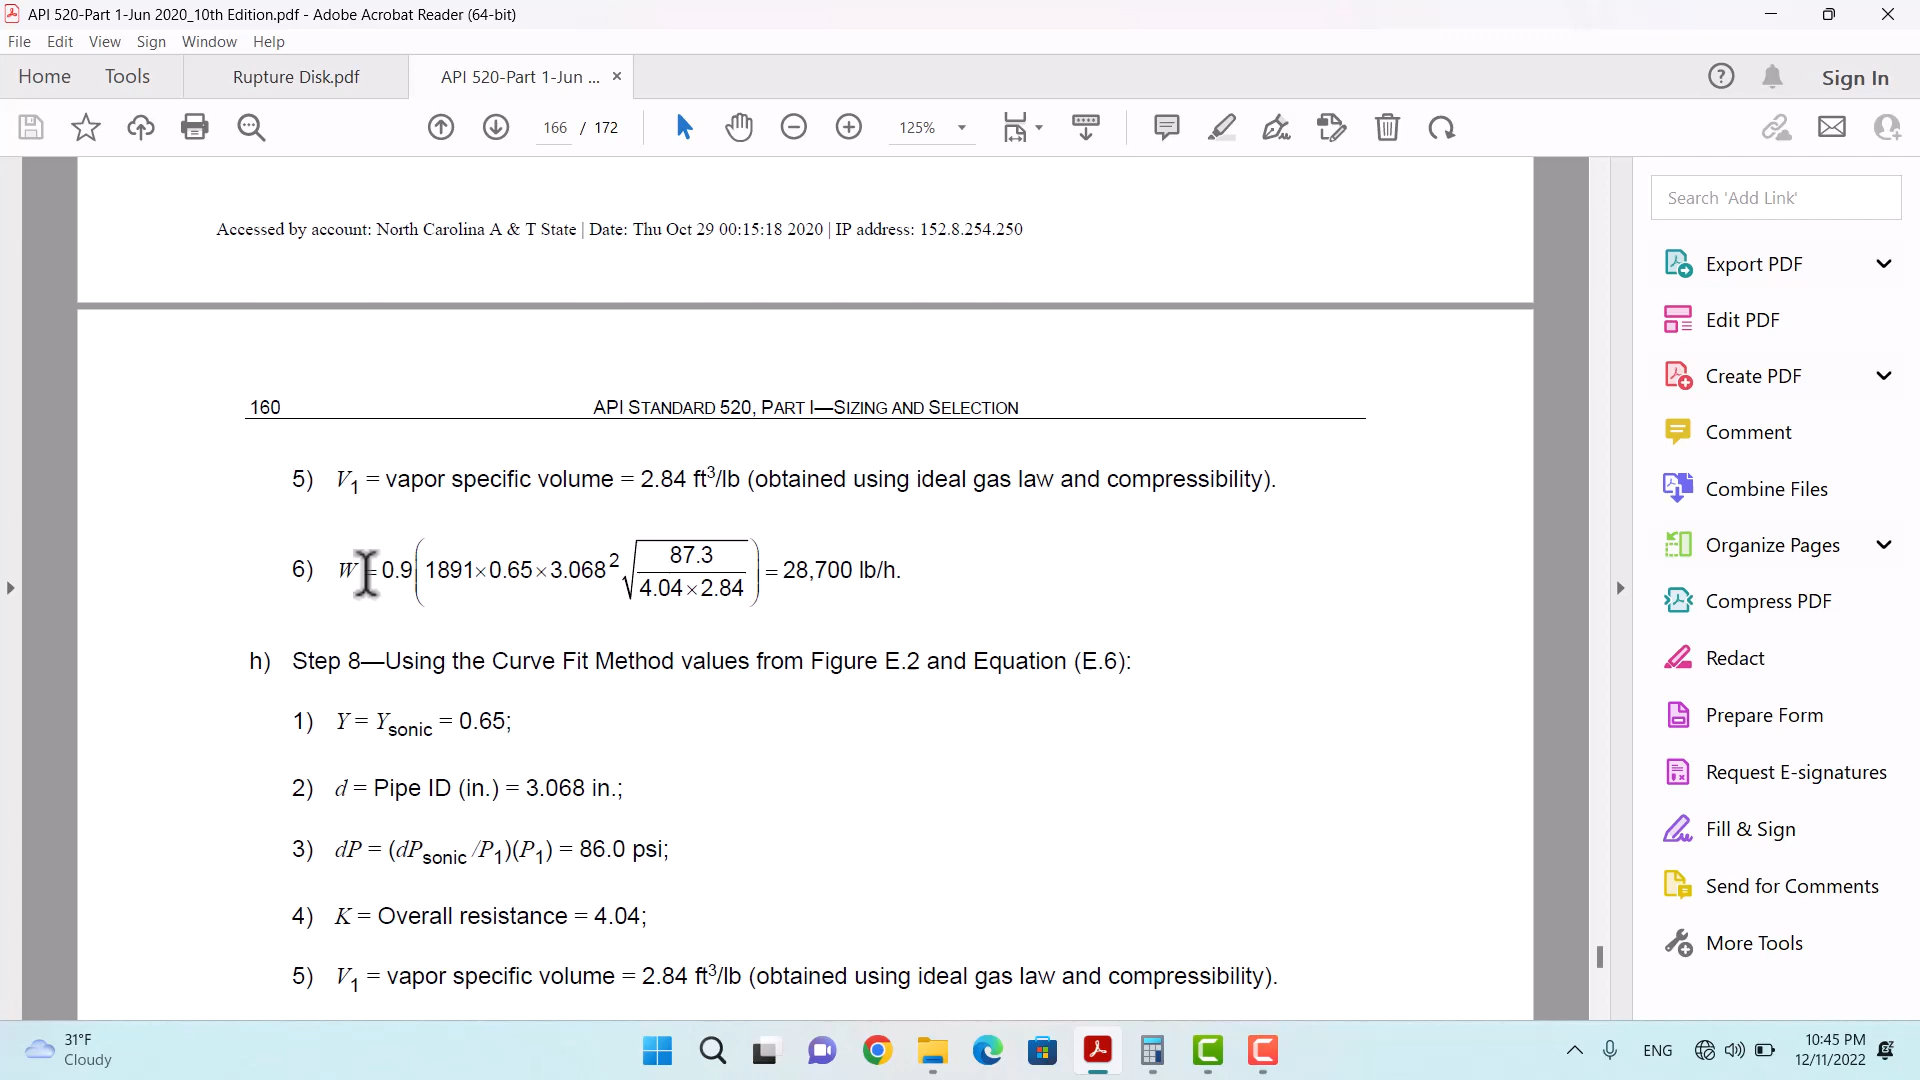 API 520-Part 1-Jun 2020_10th Edition.pdf - Adobe Acrobat Reader (64-bit)
File Edit View Sign Window Help
Home Tools Rupture Disk.pdf API 520-Part 1-Jun ... × Sign In
166 / 172 125%
Accessed by account: North Carolina A & T State | Date: Thu Oct 29 00:15:18 2020 | IP address: 152.8.254.250
160 API STANDARD 520, PART I—SIZING AND SELECTION
5) V₁ = vapor specific volume = 2.84 ft³/lb (obtained using ideal gas law and compressibility).
6) W = 0.9(1891×0.65×3.068²√(87.3/(4.04×2.84))) = 28,700 lb/h.
h) Step 8—Using the Curve Fit Method values from Figure E.2 and Equation (E.6):
1) Y = Ysonic = 0.65;
2) d = Pipe ID (in.) = 3.068 in.;
3) dP = (dPsonic /P₁)(P₁) = 86.0 psi;
4) K = Overall resistance = 4.04;
5) V₁ = vapor specific volume = 2.84 ft³/lb (obtained using ideal gas law and compressibility).
Search 'Add Link'
Export PDF
Edit PDF
Create PDF
Comment
Combine Files
Organize Pages
Compress PDF
Redact
Prepare Form
Request E-signatures
Fill & Sign
Send for Comments
More Tools
31°F
Cloudy
ENG
10:45 PM
12/11/2022